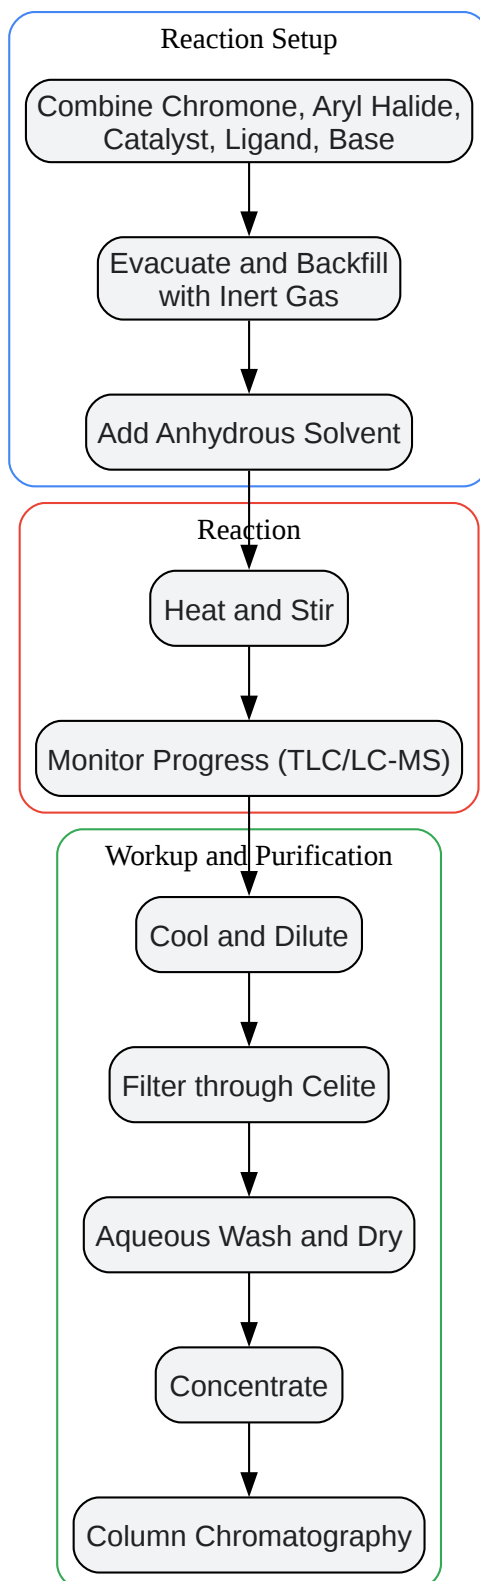 Reaction Setup
Combine Chromone, Aryl Halide,
Catalyst, Ligand, Base
Evacuate and Backfill
with Inert Gas
Add Anhydrous Solvent
Reaction
Heat and Stir
Monitor Progress (TLC/LC-MS)
Workup and Purification
Cool and Dilute
Filter through Celite
Aqueous Wash and Dry
Concentrate
Column Chromatography